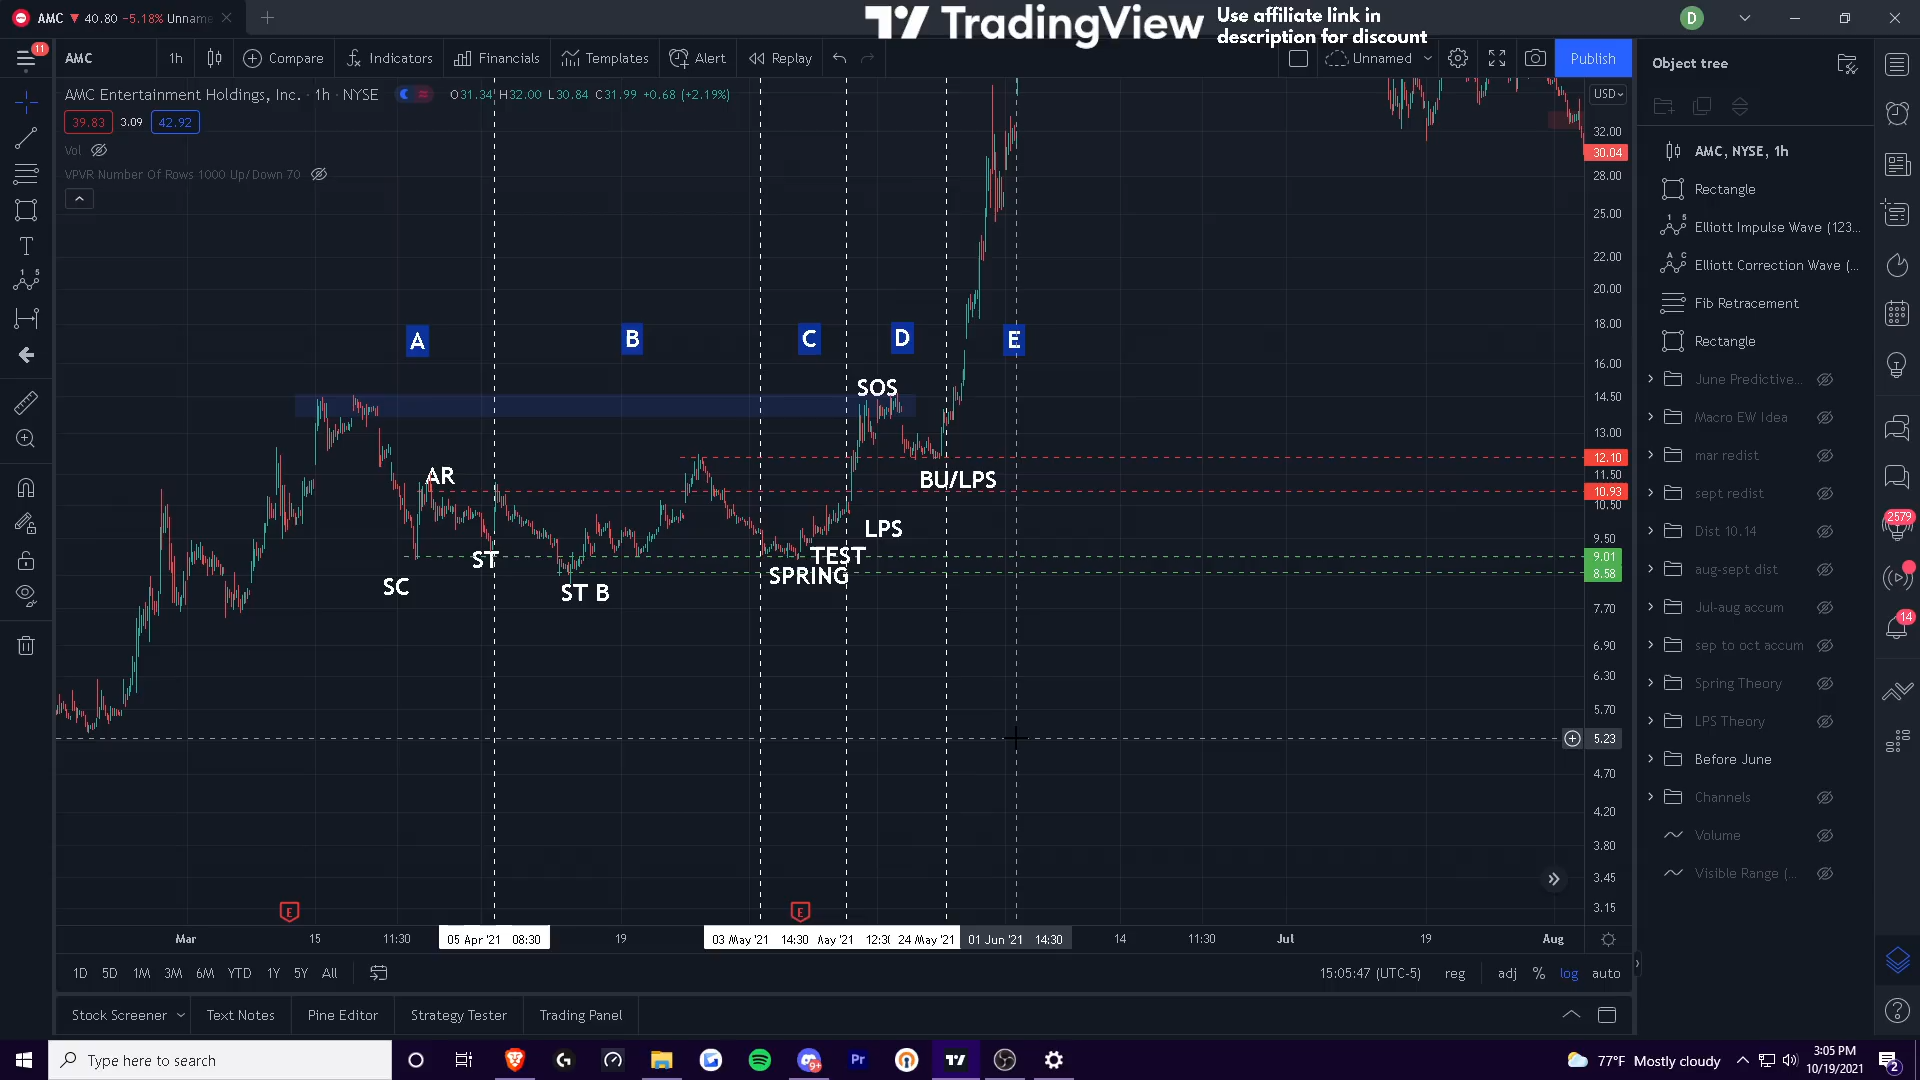 AMC ▼ 40.80 −5.18% Unnam
TradingView
Use affiliate link in
description for discount
D
11
AMC
1h
Compare
Indicators
Financials
Templates
Alert
Replay
Unnamed
Publish
Object tree
AMC Entertainment Holdings, Inc. · 1h · NYSE
O31.34 H32.00 L30.84 C31.99 +0.68 (+2.19%)
39.83 3.09 42.92
Vol
VPVR Number Of Rows 1000 Up/Down 70
USD
32.00
30.04
28.00
25.00
22.00
20.00
18.00
16.00
14.50
13.00
12.10
11.50
10.93
10.50
9.50
9.01
8.58
7.70
6.90
6.30
5.70
5.23
4.70
4.20
3.80
3.45
3.15
A
B
C
D
E
SOS
AR
BU/LPS
LPS
ST
TEST
SPRING
SC
ST B
E
E
AMC, NYSE, 1h
Rectangle
Elliott Impulse Wave (123...
Elliott Correction Wave (...
Fib Retracement
Rectangle
June Predictive...
Macro EW Idea
mar redist
sept redist
Dist 10.14
aug-sept dist
Jul-aug accum
sep to oct accum
Spring Theory
LPS Theory
Before June
Channels
Volume
Visible Range (...
2579
14
Mar
15
11:30
05 Apr '21 08:30
19
03 May '21 14:30
May '21 12:30
24 May '21
01 Jun '21 14:30
14
11:30
Jul
19
Aug
1D 5D 1M 3M 6M YTD 1Y 5Y All
15:05:47 (UTC-5) reg adj % log auto
Stock Screener
Text Notes
Pine Editor
Strategy Tester
Trading Panel
Type here to search
9+
Pr
77°F Mostly cloudy
3:05 PM
10/19/2021
2